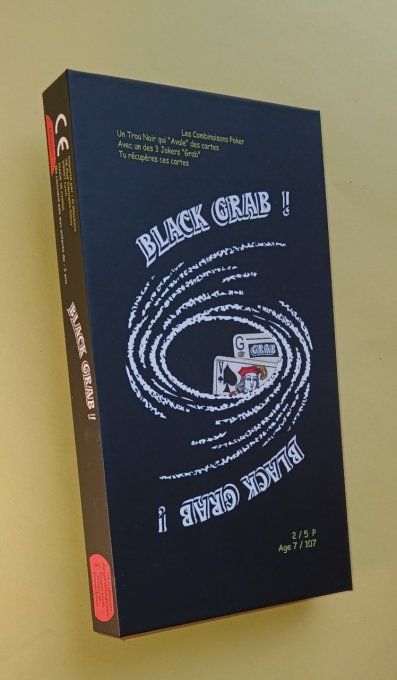 Les Combinaisons Poker
Un Trou Noir qui "Avale" des cartes
Avec un des 3 Jokers "Grab"
Tu récupères ces cartes
BLACK GRAB !
G
GRAB
V
BLACK GRAB !
2 / 5 P
Age 7 / 107
CE
BLACK GRAB !